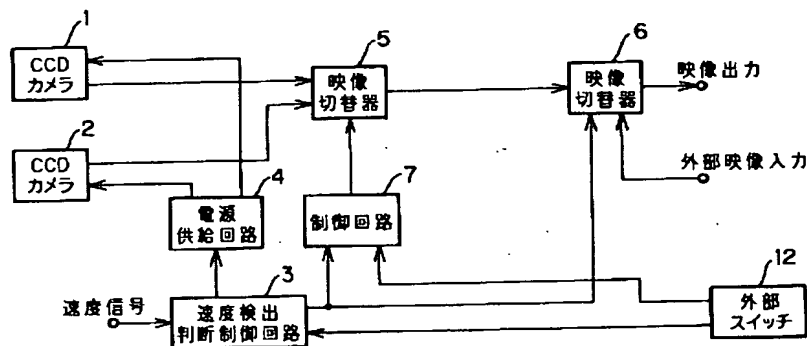 1
CCD
カメラ
2
CCD
カメラ
5
映像
切替器
6
映像
切替器
映像出力
外部映像入力
4
電源
供給回路
7
制御回路
速度信号
3
速度検出
判断制御回路
12
外部
スイッチ